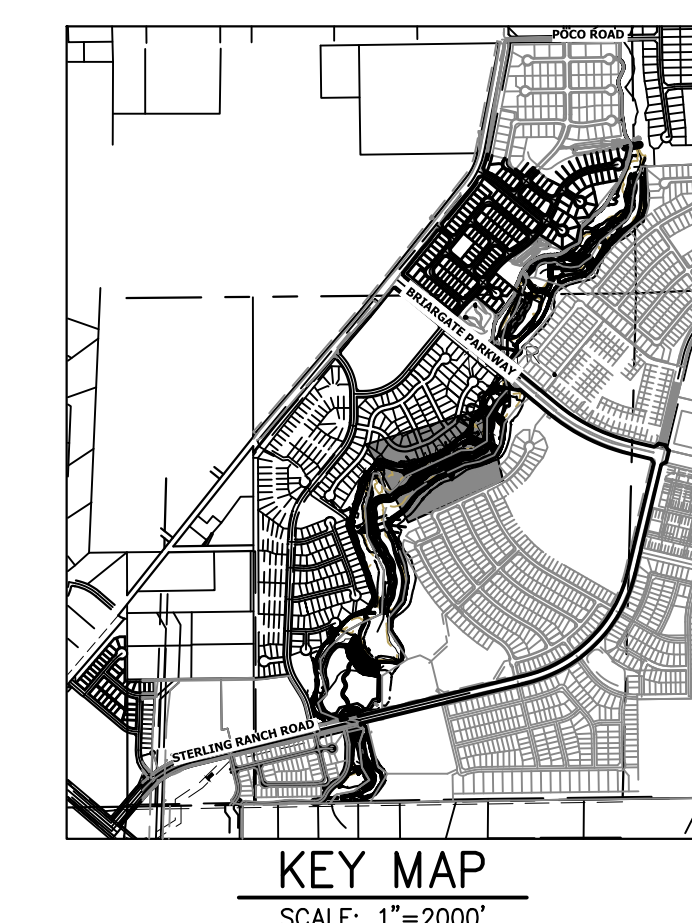 POCO ROAD
BRIARGATE PARKWAY
STERLING RANCH ROAD
KEY MAP
SCALE: 1"=2000'